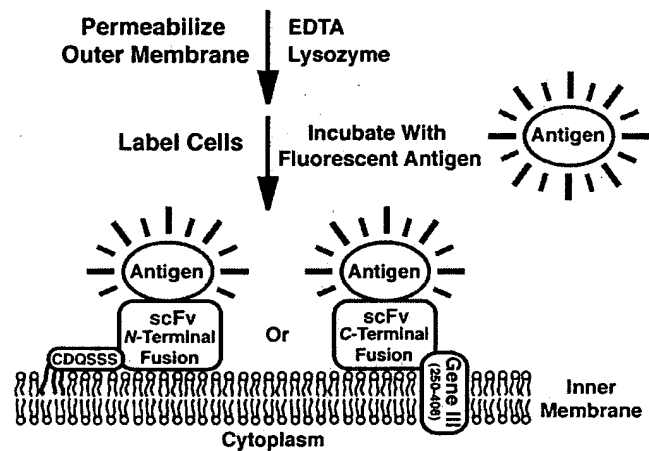 Permeabilize
Outer Membrane
EDTA
Lysozyme
Label Cells
Incubate With
Fluorescent Antigen
Antigen
Antigen
Antigen
scFv
N-Terminal
Fusion
CDQSSS
Or
scFv
C-Terminal
Fusion
Gene III
(250-406)
Inner
Membrane
Cytoplasm